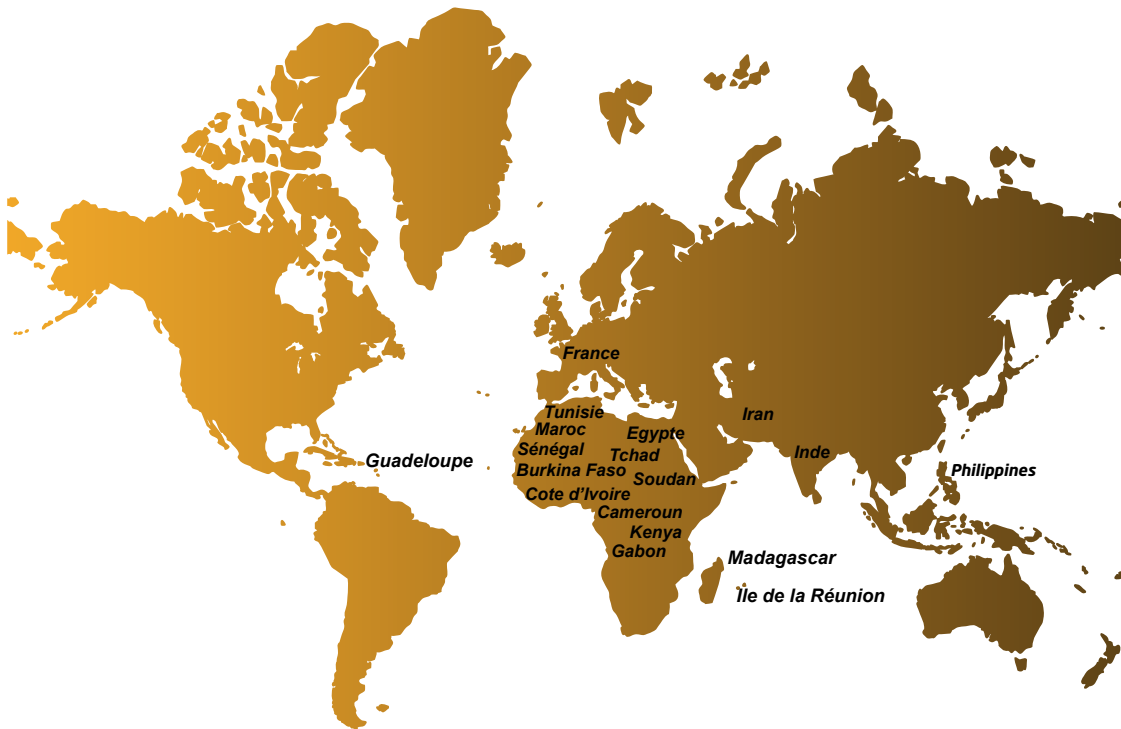 France
Tunisie
Iran
Maroc
Egypte
Sénégal
Tchad
Inde
Guadeloupe
Burkina Faso
Soudan
Philippines
Cote d'Ivoire
Cameroun
Kenya
Gabon
Madagascar
Île de la Réunion